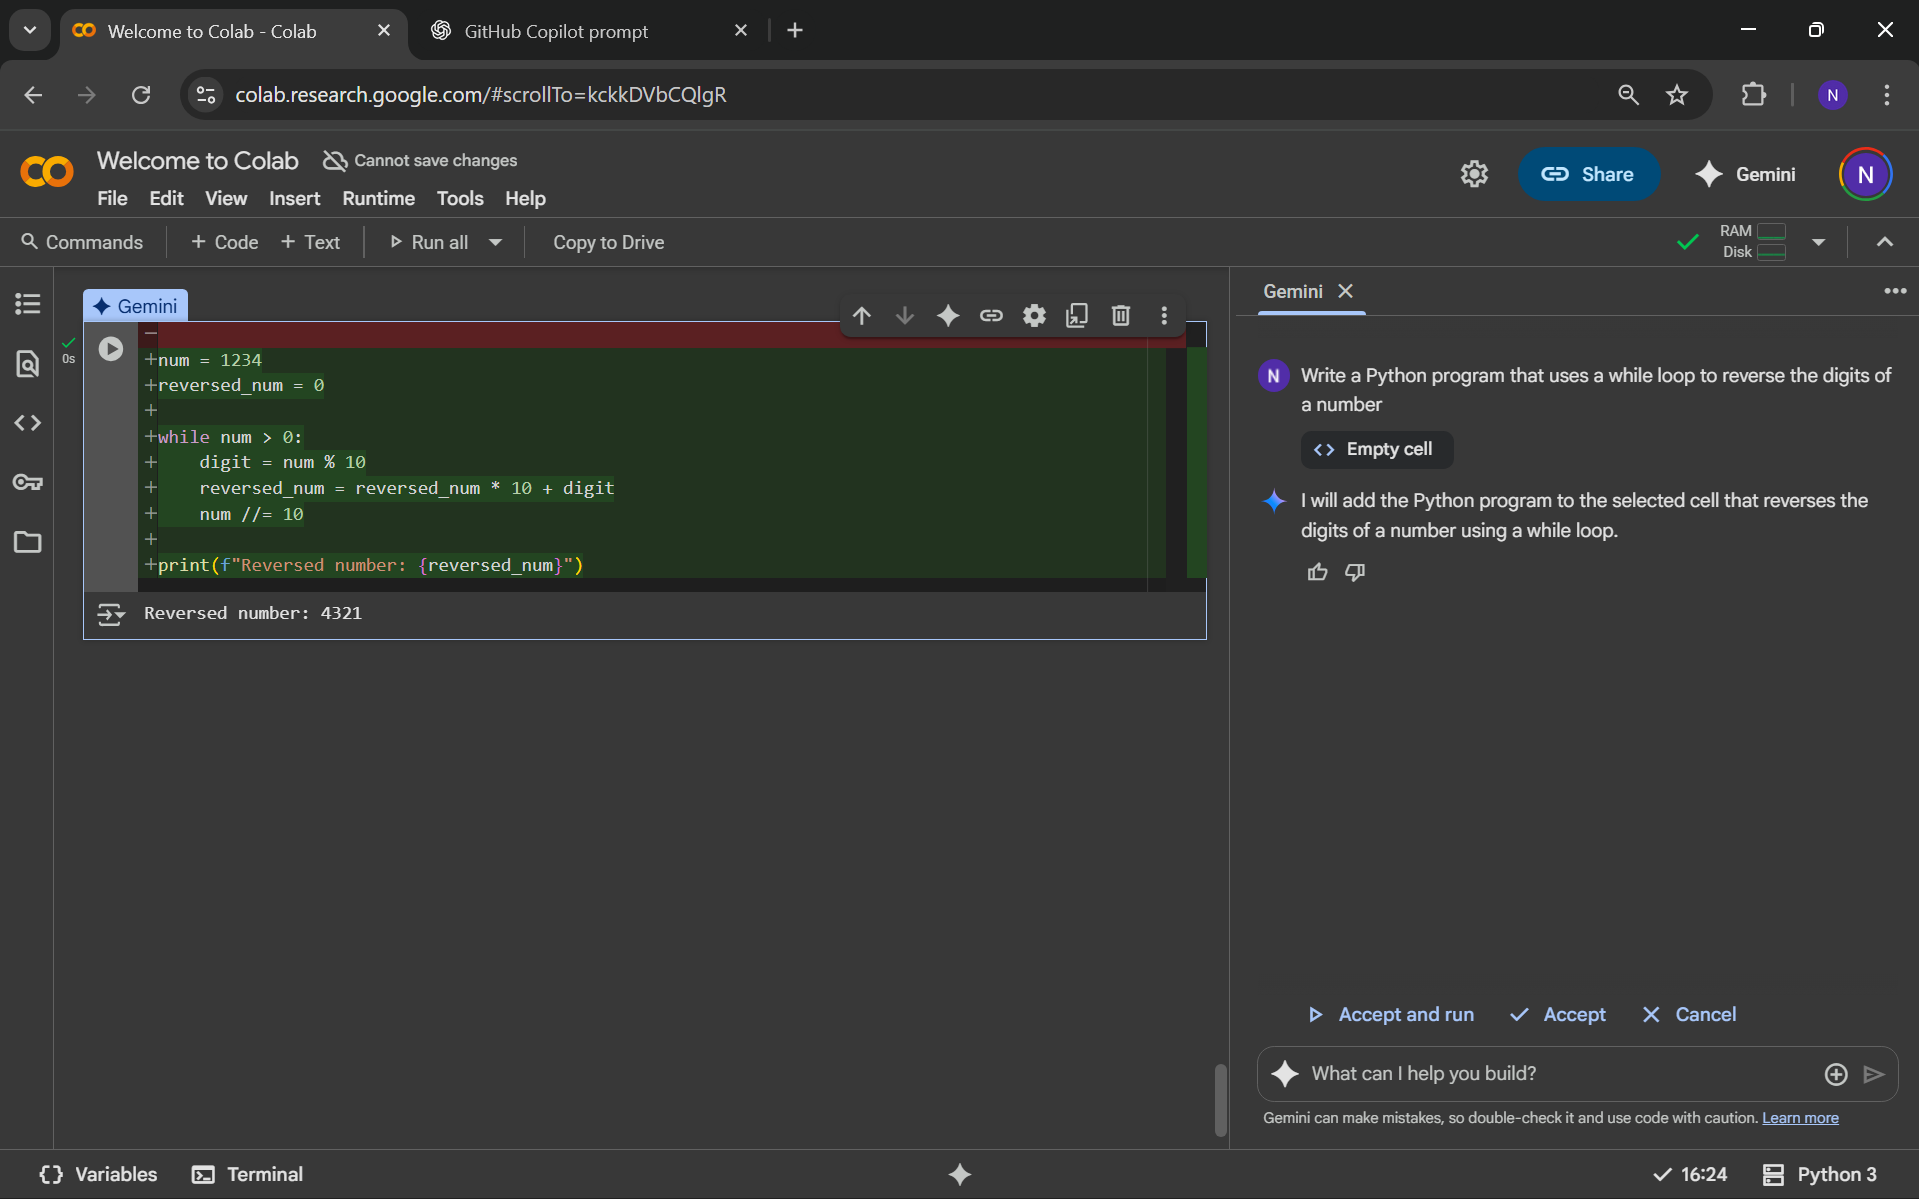 Welcome to Colab - Colab
GitHub Copilot prompt
colab.research.google.com/#scrollTo=kckkDVbCQlgR
N
Welcome to Colab
Cannot save changes
File Edit View Insert Runtime Tools Help
Share
Gemini
N
Commands
+ Code + Text
Run all
Copy to Drive
RAM
Disk
Gemini
0s
-
+num = 1234
+reversed_num = 0
+
+while num > 0:
+    digit = num % 10
+    reversed_num = reversed_num * 10 + digit
+    num //= 10
+
+print(f"Reversed number: {reversed_num}")
Reversed number: 4321
Gemini
N
Write a Python program that uses a while loop to reverse the digits of
a number
<> Empty cell
I will add the Python program to the selected cell that reverses the
digits of a number using a while loop.
Accept and run
Accept
Cancel
What can I help you build?
Gemini can make mistakes, so double-check it and use code with caution. Learn more
{} Variables
Terminal
16:24
Python 3